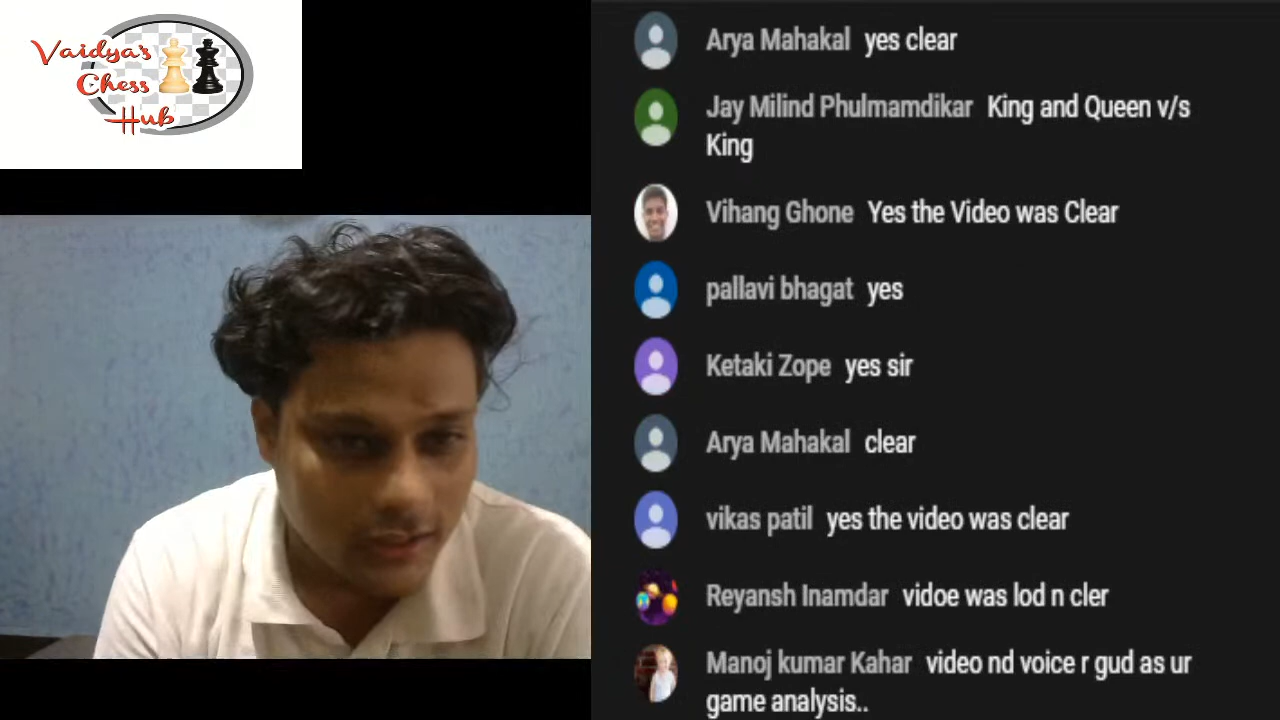 Vaidya's
Chess
Hub
Arya Mahakal yes clear
Jay Milind Phulmamdikar King and Queen v/s
King
Vihang Ghone Yes the Video was Clear
pallavi bhagat yes
Ketaki Zope yes sir
Arya Mahakal clear
vikas patil yes the video was clear
Reyansh Inamdar vidoe was lod n cler
Manoj kumar Kahar video nd voice r gud as ur
game analysis..